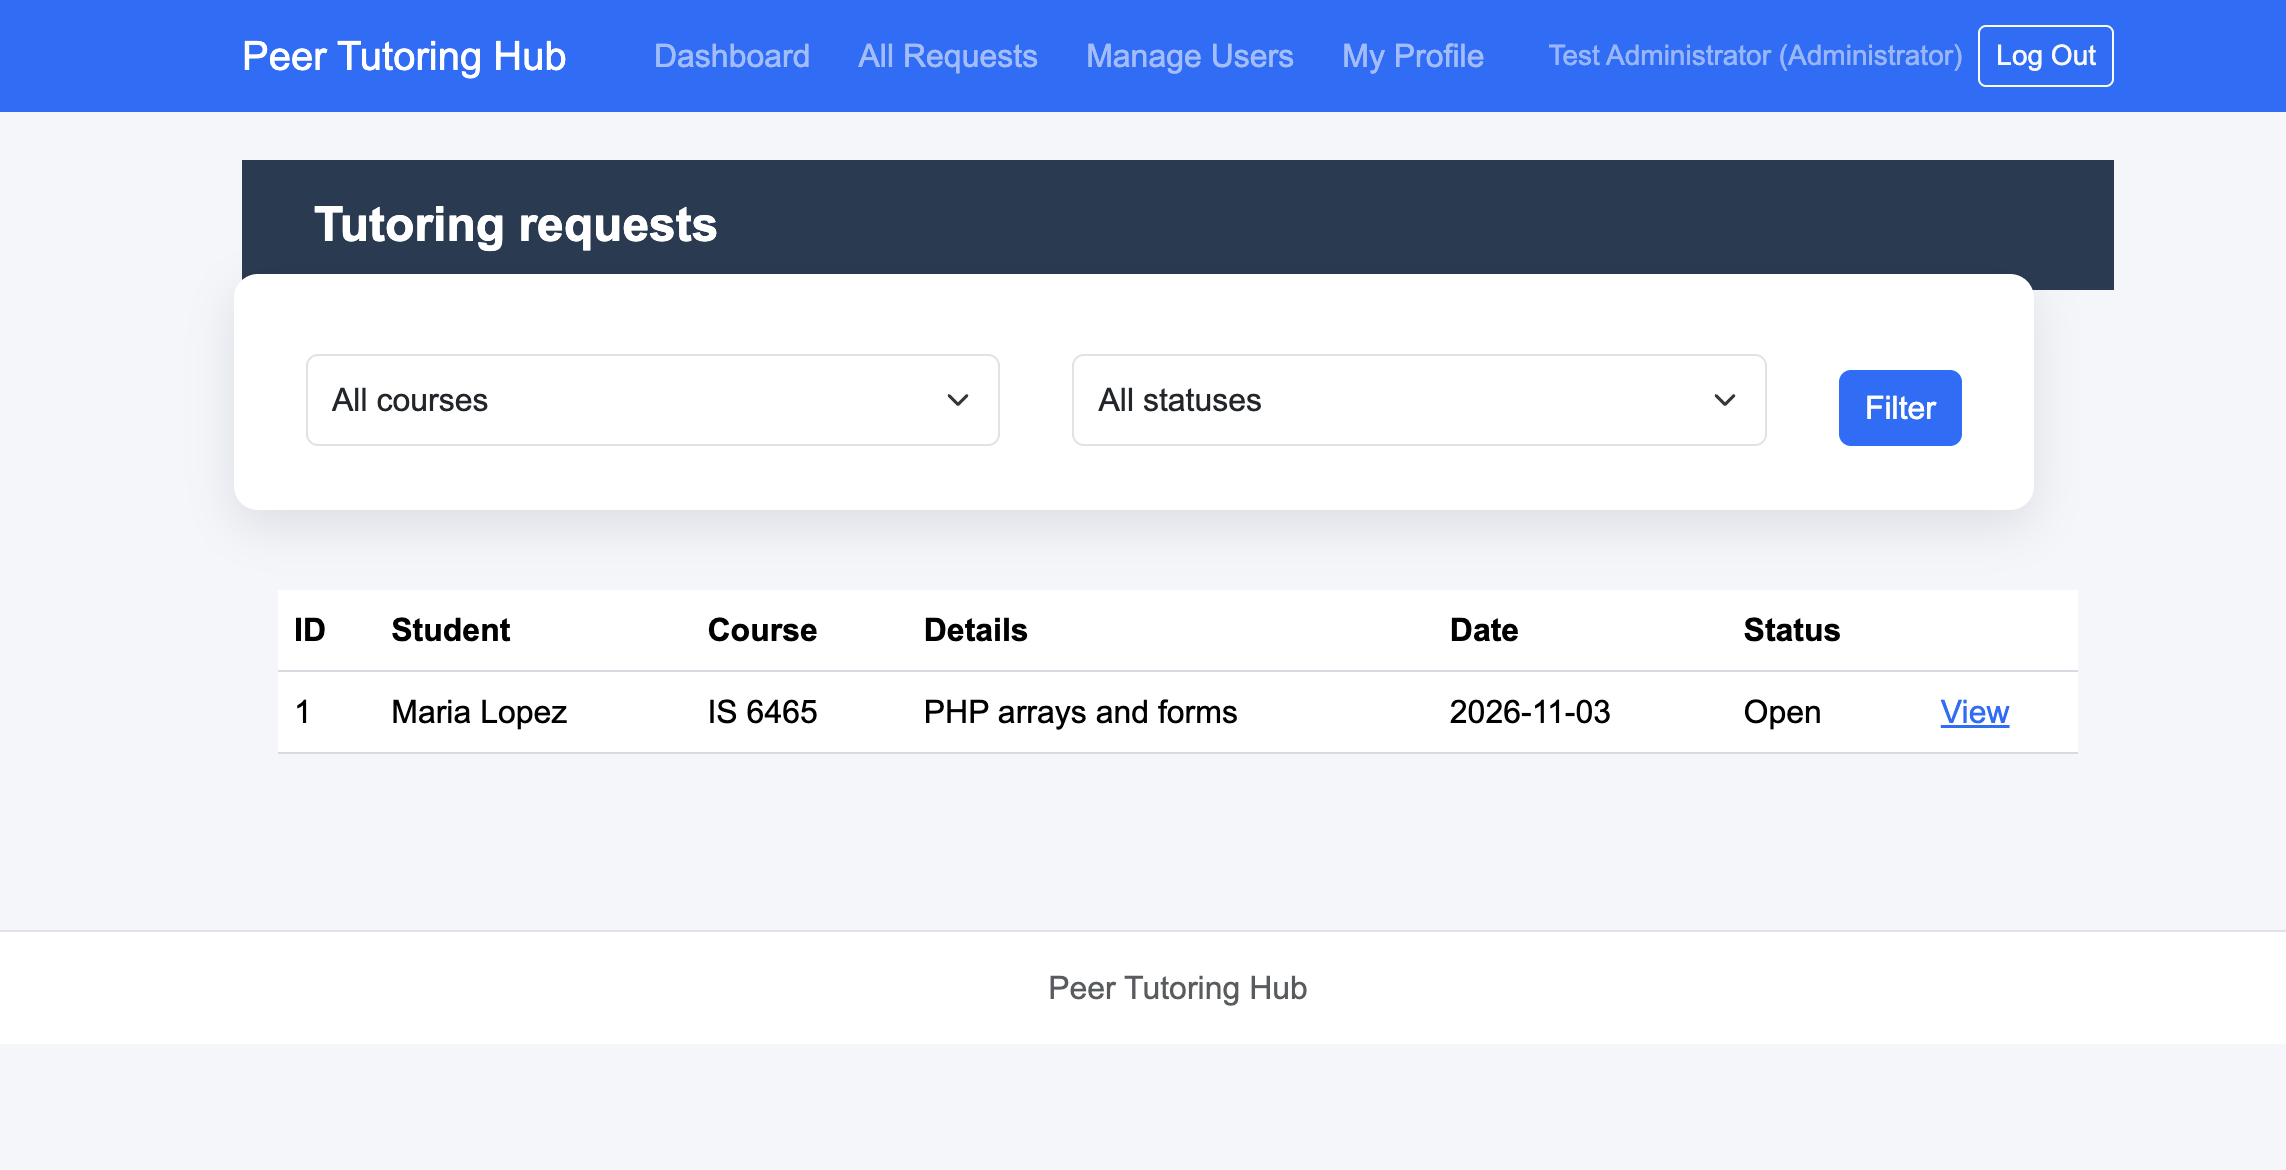 Peer Tutoring Hub Dashboard All Requests Manage Users My Profile Test Administrator (Administrator) Log Out
Tutoring requests
All courses All statuses Filter
ID Student Course Details Date Status
1 Maria Lopez IS 6465 PHP arrays and forms 2026-11-03 Open View
Peer Tutoring Hub